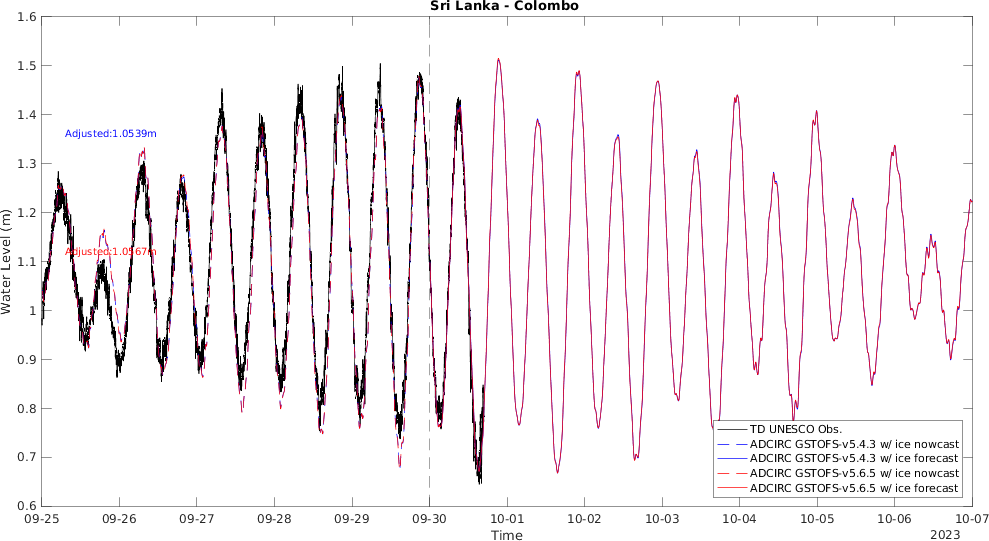 Sri Lanka - Colombo
Water Level (m)
1.6
1.5
1.4
1.3
1.2
1.1
1
0.9
0.8
0.7
0.6
Adjusted:1.0539m
Adjusted:1.0567m
TD UNESCO Obs.
ADCIRC GSTOFS-v5.4.3 w/ ice nowcast
ADCIRC GSTOFS-v5.4.3 w/ ice forecast
ADCIRC GSTOFS-v5.6.5 w/ ice nowcast
ADCIRC GSTOFS-v5.6.5 w/ ice forecast
09-25 09-26 09-27 09-28 09-29 09-30 10-01 10-02 10-03 10-04 10-05 10-06 10-07
Time
2023